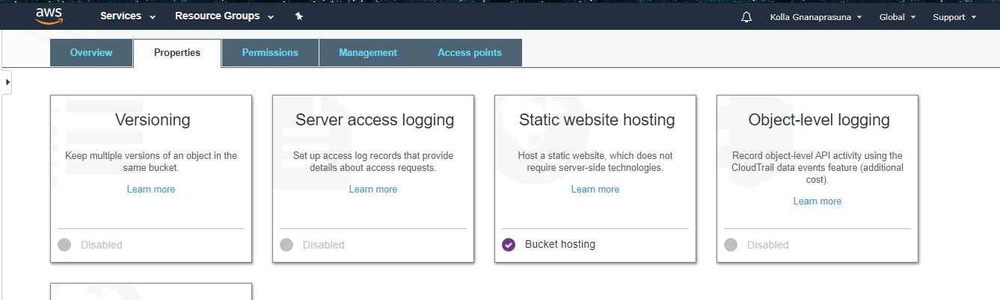 aws Services Resource Groups Kolla Gnanaprasuna Global Support
Overview Properties Permissions Management Access points
Versioning
Keep multiple versions of an object in the
same bucket.
Learn more
Disabled
Server access logging
Set up access log records that provide
details about access requests.
Learn more
Disabled
Static website hosting
Host a static website, which does not
require server-side technologies.
Learn more
Bucket hosting
Object-level logging
Record object-level API activity using the
CloudTrail data events feature (additional
cost).
Learn more
Disabled